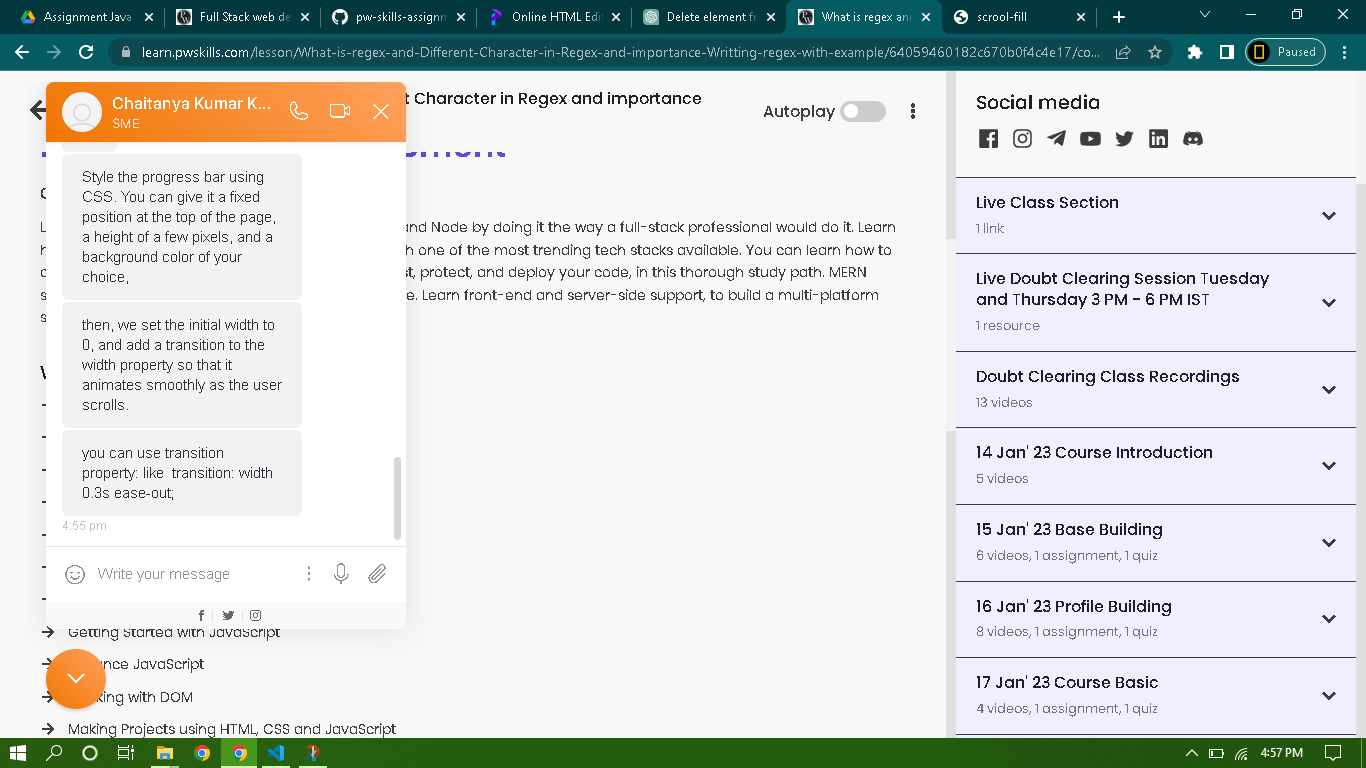 Assignment Java
Full Stack web de
pw-skills-assignm
Online HTML Edi
Delete element fr
What is regex and
scrool-fill
learn.pwskills.com/lesson/What-is-regex-and-Different-Character-in-Regex-and-importance-Writting-regex-with-example/64059460182c670b0f4c4e17/co...
Paused
Chaitanya Kumar K...
SME
t Character in Regex and importance
Autoplay
Style the progress bar using
CSS. You can give it a fixed
position at the top of the page,
a height of a few pixels, and a
background color of your
choice,
then, we set the initial width to
0, and add a transition to the
width property so that it
animates smoothly as the user
scrolls.
you can use transition
property: like transition: width
0.3s ease-out;
4:55 pm
Write your message
and Node by doing it the way a full-stack professional would do it. Learn
h one of the most trending tech stacks available. You can learn how to
st, protect, and deploy your code, in this thorough study path. MERN
e. Learn front-end and server-side support, to build a multi-platform
Getting Started with JavaScript
nce JavaScript
king with DOM
Making Projects using HTML, CSS and JavaScript
Social media
Live Class Section
1 link
Live Doubt Clearing Session Tuesday
and Thursday 3 PM - 6 PM IST
1 resource
Doubt Clearing Class Recordings
13 videos
14 Jan' 23 Course Introduction
5 videos
15 Jan' 23 Base Building
6 videos, 1 assignment, 1 quiz
16 Jan' 23 Profile Building
8 videos, 1 assignment, 1 quiz
17 Jan' 23 Course Basic
4 videos, 1 assignment, 1 quiz
4:57 PM